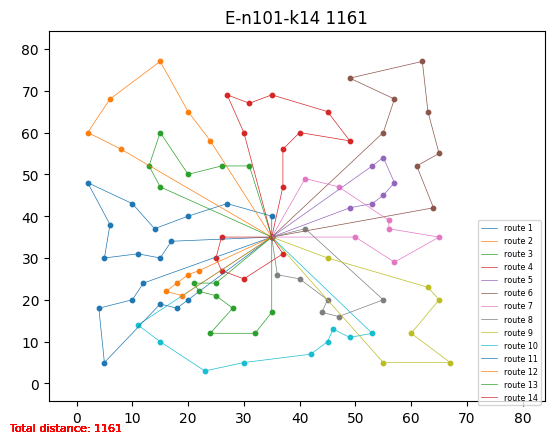 E-n101-k14 1161
80
70
60
50
40
30
20
10
0
route 1
route 2
route 3
route 4
route 5
route 6
route 7
route 8
route 9
route 10
route 11
route 12
route 13
route 14
0 10 20 30 40 50 60 70 80
Total distance: 1161